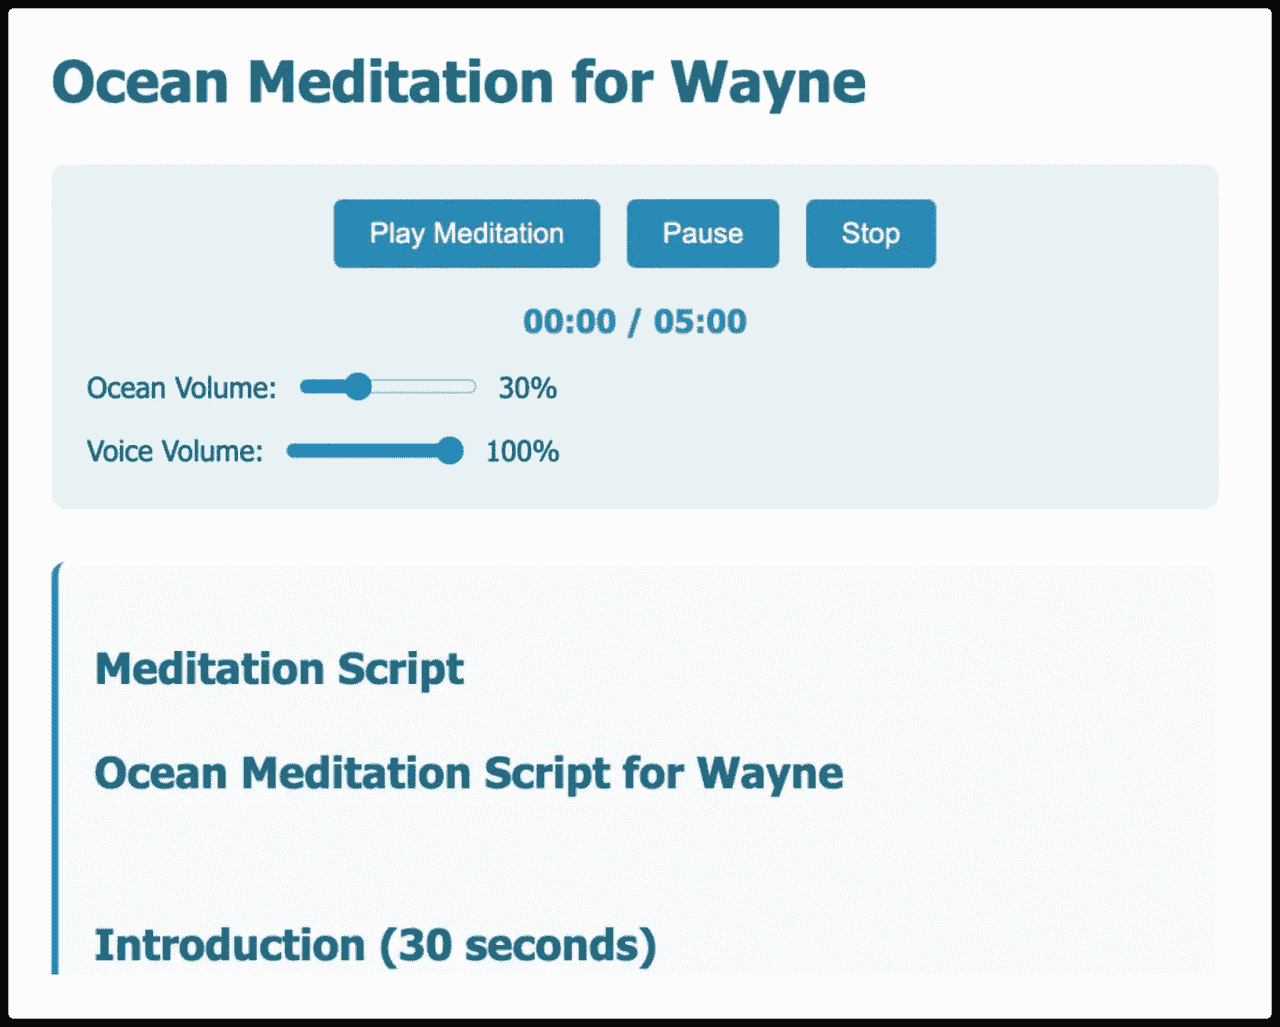 Ocean Meditation for Wayne
Play Meditation Pause Stop
00:00 / 05:00
Ocean Volume: 30%
Voice Volume: 100%
Meditation Script
Ocean Meditation Script for Wayne
Introduction (30 seconds)